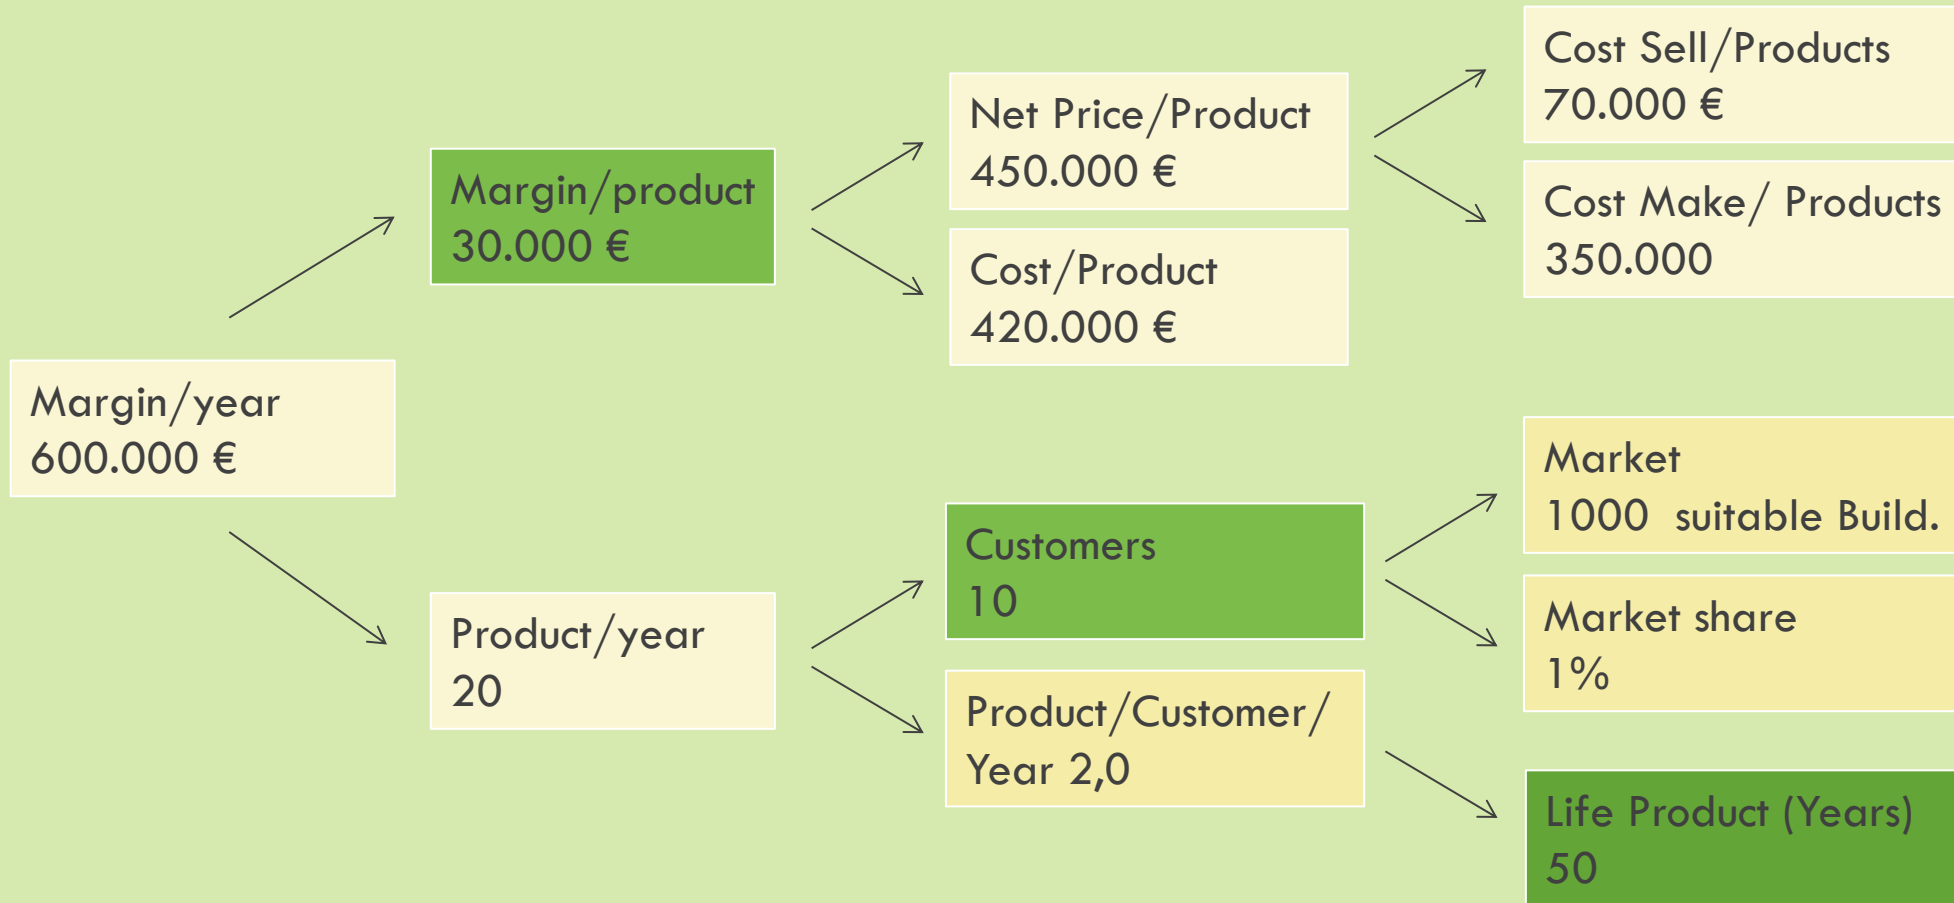 Margin/year
600.000 €
Margin/product
30.000 €
Product/year
20
Net Price/Product
450.000 €
Cost/Product
420.000 €
Customers
10
Product/Customer/
Year 2,0
Cost Sell/Products
70.000 €
Cost Make/ Products
350.000
Market
1000 suitable Build.
Market share
1%
Life Product (Years)
50